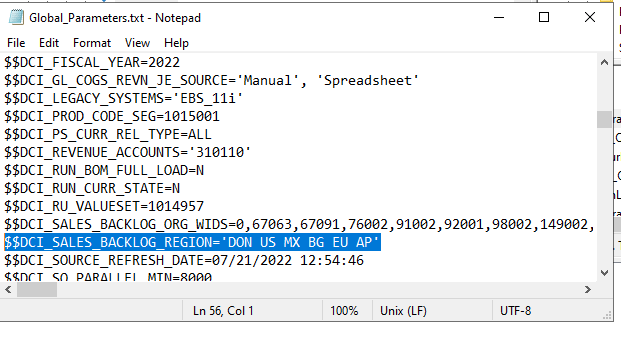 Global_Parameters.txt - Notepad
File Edit Format View Help
$$DCI_FISCAL_YEAR=2022
$$DCI_GL_COGS_REVN_JE_SOURCE='Manual', 'Spreadsheet'
$$DCI_LEGACY_SYSTEMS='EBS_11i'
$$DCI_PROD_CODE_SEG=1015001
$$DCI_PS_CURR_REL_TYPE=ALL
$$DCI_REVENUE_ACCOUNTS='310110'
$$DCI_RUN_BOM_FULL_LOAD=N
$$DCI_RUN_CURR_STATE=N
$$DCI_RU_VALUESET=1014957
$$DCI_SALES_BACKLOG_ORG_WIDS=0,67063,67091,76002,91002,92001,98002,149002,
$$DCI_SALES_BACKLOG_REGION='DON US MX BG EU AP'
$$DCI_SOURCE_REFRESH_DATE=07/21/2022 12:54:46
$$DCI_SO_PARALLEL_MIN=8000
Ln 56, Col 1 100% Unix (LF) UTF-8